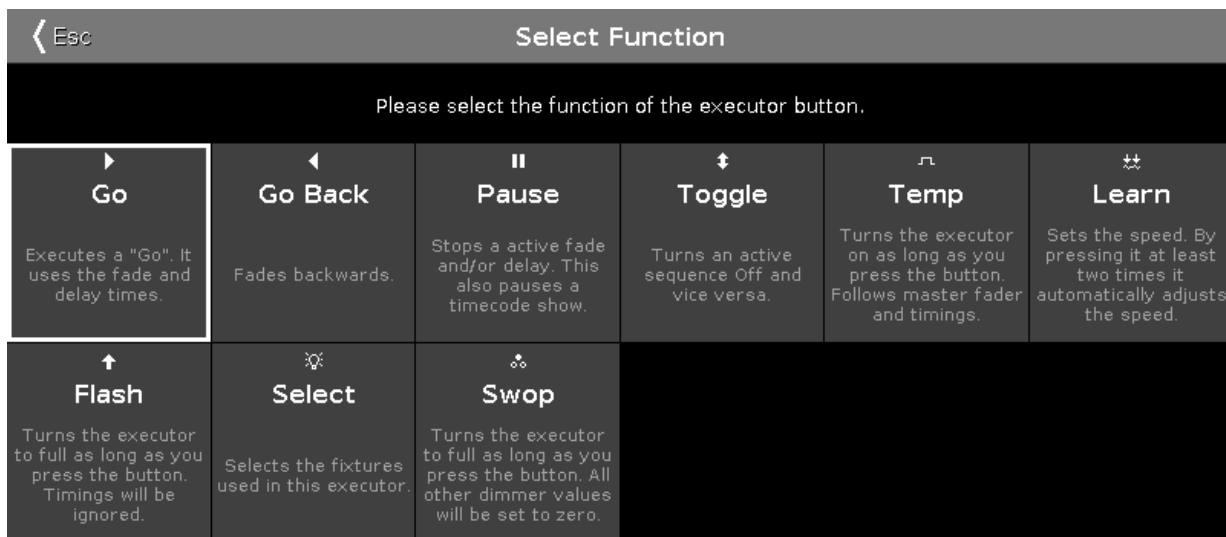 Esc
Select Function
Please select the function of the executor button.
Go
Executes a "Go". It
uses the fade and
delay times.
Go Back
Fades backwards.
Pause
Stops a active fade
and/or delay. This
also pauses a
timecode show.
Toggle
Turns an active
sequence Off and
vice versa.
Temp
Turns the executor
on as long as you
press the button.
Follows master fader
and timings.
Learn
Sets the speed. By
pressing it at least
two times it
automatically adjusts
the speed.
Flash
Turns the executor
to full as long as you
press the button.
Timings will be
ignored.
Select
Selects the fixtures
used in this executor.
Swop
Turns the executor
to full as long as you
press the button. All
other dimmer values
will be set to zero.